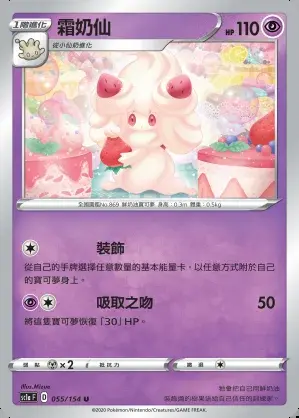 1階進化
霜奶仙
HP 110
從小仙奶進化
全國圖鑑No.869 鮮奶油寶可夢 身高：0.3m 體重：0.5kg
裝飾
從自己的手牌選擇任意數量的基本能量卡，以任意方式附於自己的寶可夢身上。
吸取之吻 50
將這隻寶可夢恢復「30」HP。
弱點 ×2 抵抗力 撤退
Illus.Mizue
sc1a F D 055/154 U
©2020 Pokémon/Nintendo/Creatures/GAME FREAK.